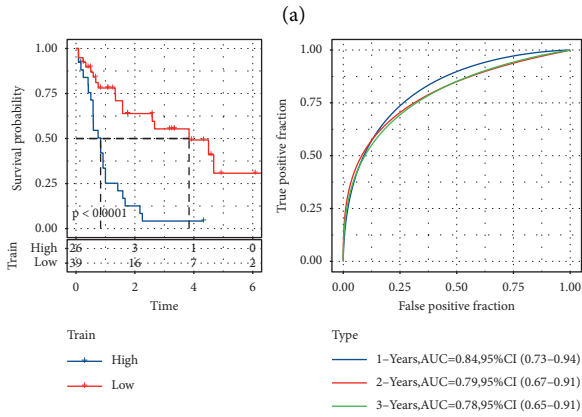 (a)
1.00
0.75
0.50
0.25
0.00
Survival probability
p < 0.0001
Train
High 26 3 1 0
Low 39 16 7 2
0 2 4 6
Time
Train
High
Low
1.00
0.75
0.50
0.25
0.00
True positive fraction
0.00 0.25 0.50 0.75 1.00
False positive fraction
Type
1–Years,AUC=0.84,95%CI (0.73–0.94)
2–Years,AUC=0.79,95%CI (0.67–0.91)
3–Years,AUC=0.78,95%CI (0.65–0.91)